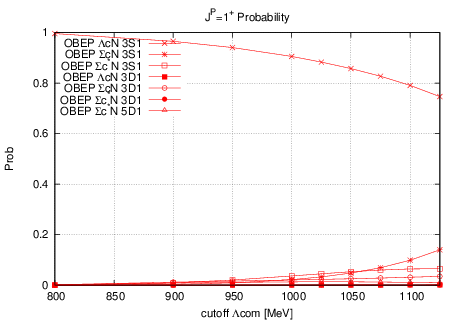 J^P=1^+ Probability
1
0.8
0.6
0.4
0.2
0
Prob
OBEP ΛcN 3S1
OBEP ΣcN 3S1
OBEP Σc*N 3S1
OBEP ΛcN 3D1
OBEP ΣcN 3D1
OBEP Σc*N 3D1
OBEP Σc*N 5D1
800 850 900 950 1000 1050 1100
cutoff Λcom [MeV]